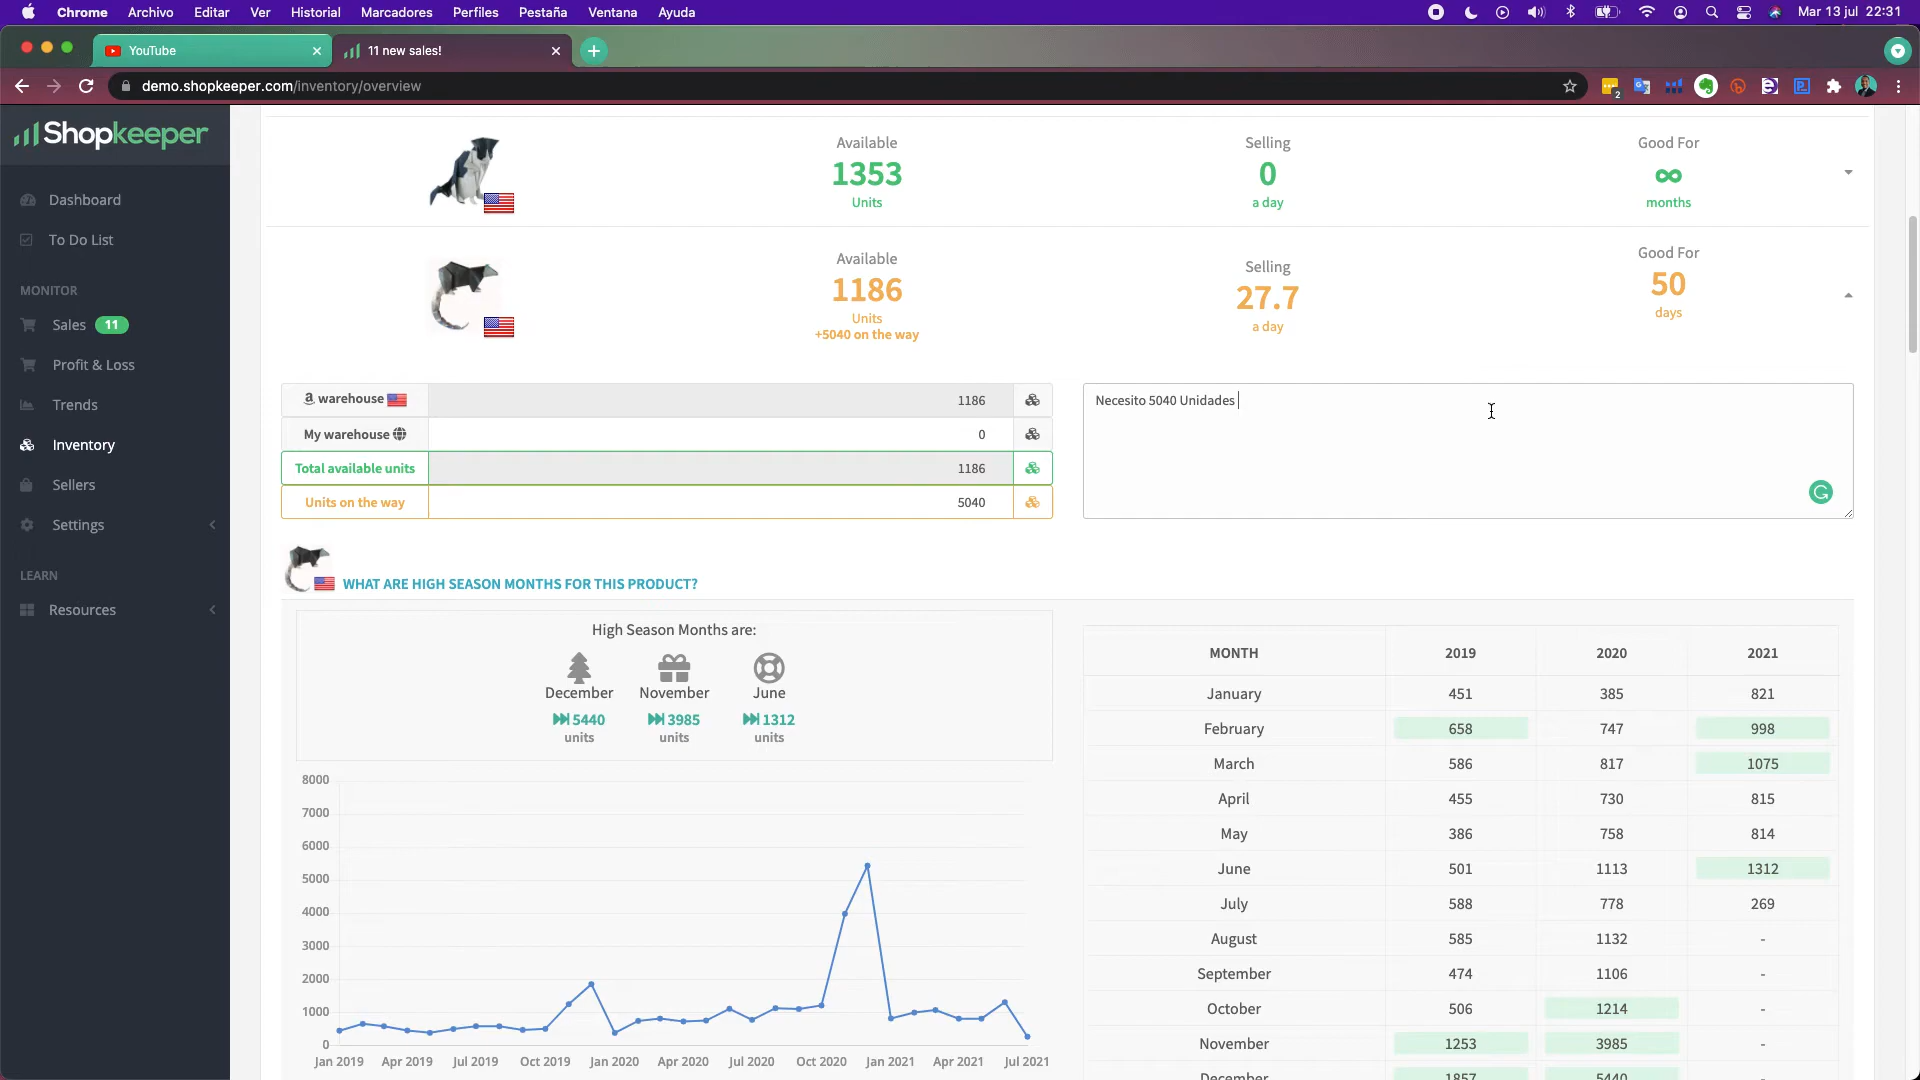 Chrome Archivo Editar Ver Historial Marcadores Perfiles Pestaña Ventana Ayuda Mar 13 jul 22:31
YouTube 11 new sales!
demo.shopkeeper.com/inventory/overview 2
Shopkeeper
Dashboard
To Do List
MONITOR
Sales 11
Profit & Loss
Trends
Inventory
Sellers
Settings
LEARN
Resources
Available Selling Good For
1353 0 ∞
Units a day months
Available Selling Good For
1186 27.7 50
Units a day days
+5040 on the way
a warehouse 1186
My warehouse 0
Total available units 1186
Units on the way 5040
Necesito 5040 Unidades
WHAT ARE HIGH SEASON MONTHS FOR THIS PRODUCT?
High Season Months are:
December November June
5440 3985 1312
units units units
8000
7000
6000
5000
4000
3000
2000
1000
0
Jan 2019 Apr 2019 Jul 2019 Oct 2019 Jan 2020 Apr 2020 Jul 2020 Oct 2020 Jan 2021 Apr 2021 Jul 2021
MONTH 2019 2020 2021
January 451 385 821
February 658 747 998
March 586 817 1075
April 455 730 815
May 386 758 814
June 501 1113 1312
July 588 778 269
August 585 1132 -
September 474 1106 -
October 506 1214 -
November 1253 3985 -
December 1857 5440 -